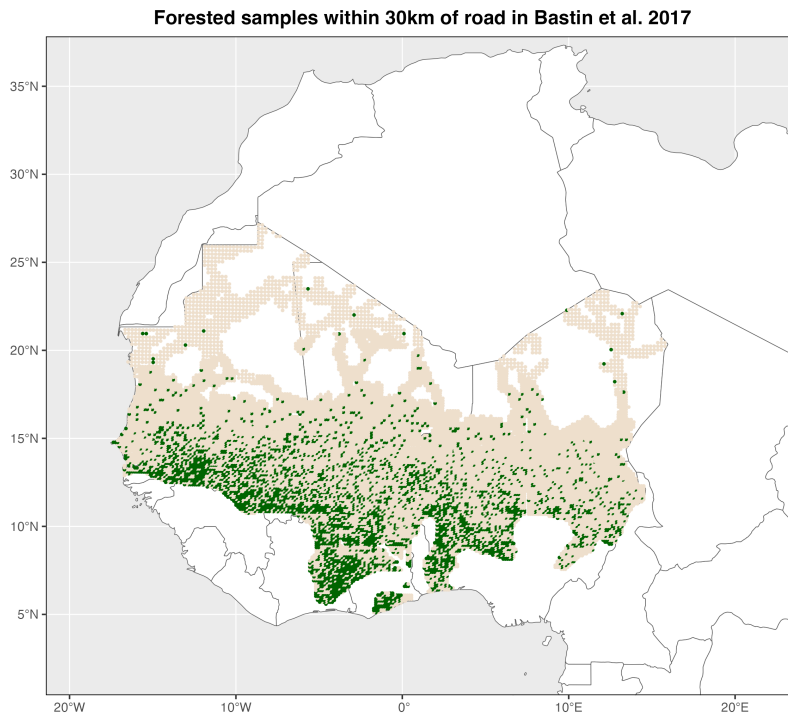 Forested samples within 30km of road in Bastin et al. 2017
35°N
30°N
25°N
20°N
15°N
10°N
5°N
20°W
10°W
0°
10°E
20°E